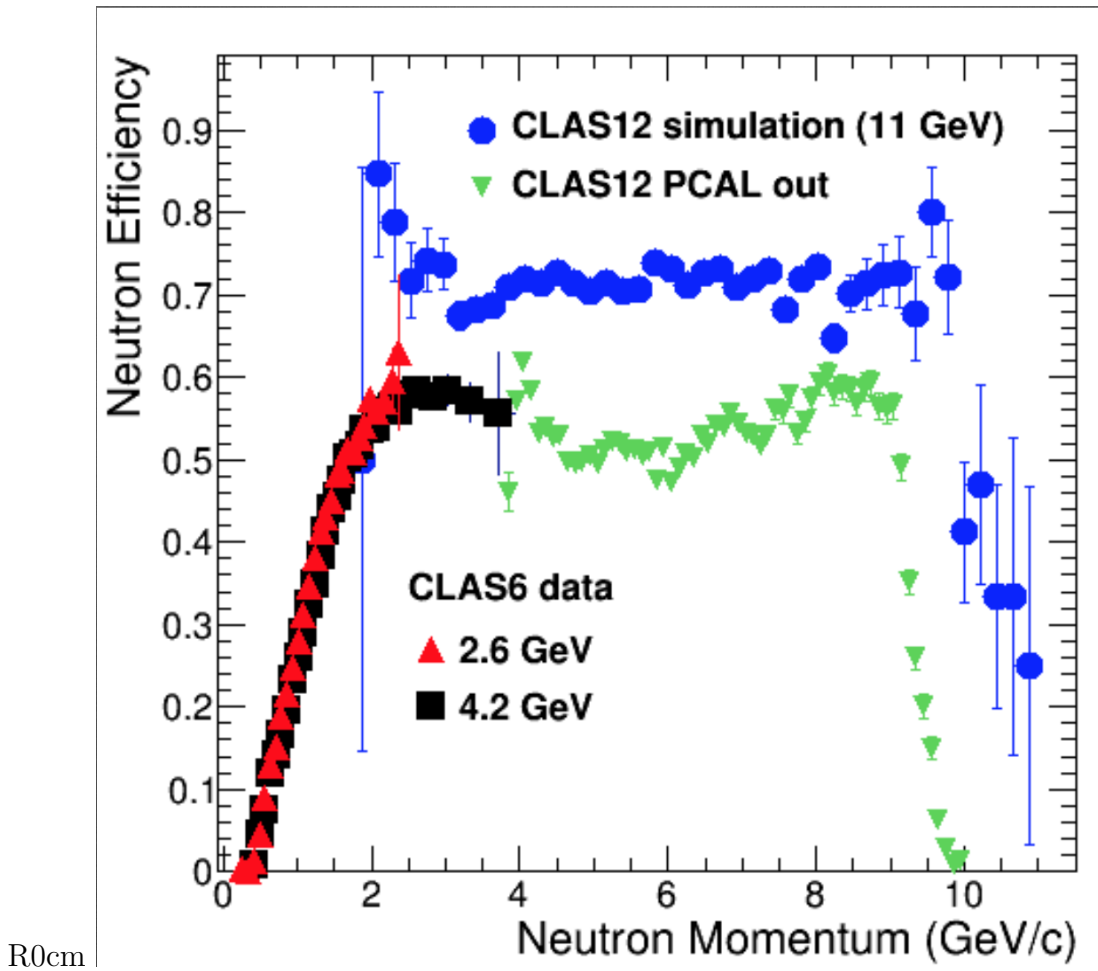 Neutron Efficiency
0.9
0.8
0.7
0.6
0.5
0.4
0.3
0.2
0.1
0
CLAS12 simulation (11 GeV)
CLAS12 PCAL out
CLAS6 data
2.6 GeV
4.2 GeV
0 2 4 6 8 10
Neutron Momentum (GeV/c)
R0cm